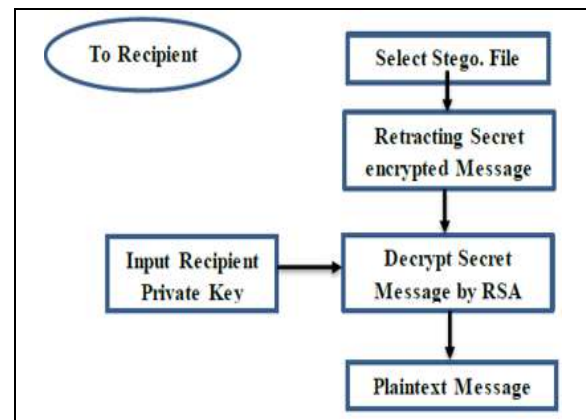 To Recipient
Select Stego. File
Retracting Secret
encrypted Message
Input Recipient
Private Key
Decrypt Secret
Message by RSA
Plaintext Message